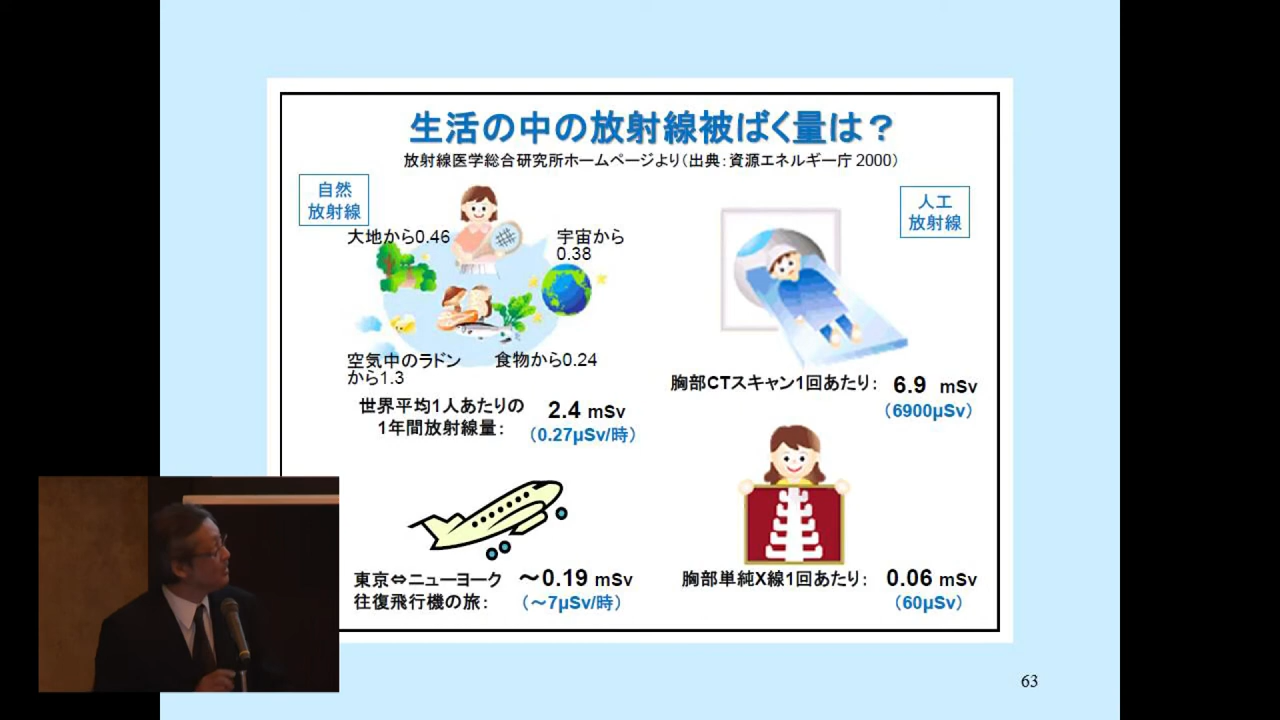 生活の中の放射線被ばく量は？
放射線医学総合研究所ホームページより（出典：資源エネルギー庁 2000）
自然
放射線
大地から0.46
宇宙から
0.38
空気中のラドン
から1.3
食物から0.24
世界平均1人あたりの
1年間放射線量：
2.4 mSv
（0.27μSv/時）
東京⇔ニューヨーク
往復飛行機の旅：
～0.19 mSv
（～7μSv/時）
人工
放射線
胸部CTスキャン1回あたり： 6.9 mSv
（6900μSv）
胸部単純X線1回あたり： 0.06 mSv
（60μSv）
63